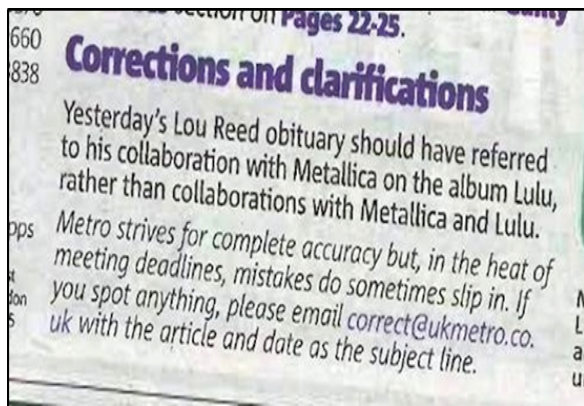 section on Pages 22-25.
660
838
Corrections and clarifications
Yesterday's Lou Reed obituary should have referred
to his collaboration with Metallica on the album Lulu,
rather than collaborations with Metallica and Lulu.
Metro strives for complete accuracy but, in the heat of
meeting deadlines, mistakes do sometimes slip in. If
you spot anything, please email correct@ukmetro.co.
uk with the article and date as the subject line.